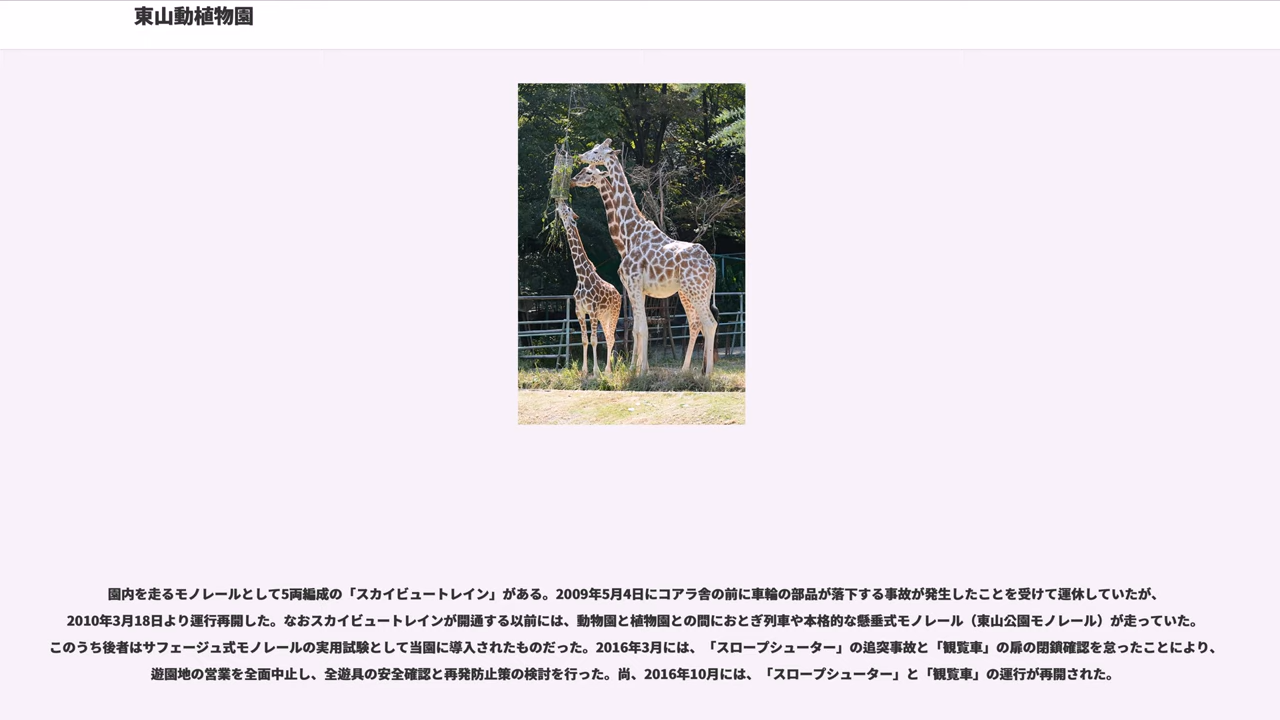 東山動植物園
園内を走るモノレールとして5両編成の「スカイビュートレイン」がある。2009年5月4日にコアラ舎の前に車輪の部品が落下する事故が発生したことを受けて運休していたが、
2010年3月18日より運行再開した。なおスカイビュートレインが開通する以前には、動物園と植物園との間におとぎ列車や本格的な懸垂式モノレール（東山公園モノレール）が走っていた。
このうち後者はサフェージュ式モノレールの実用試験として当園に導入されたものだった。2016年3月には、「スロープシューター」の追突事故と「観覧車」の扉の閉鎖確認を怠ったことにより、
遊園地の営業を全面中止し、全遊具の安全確認と再発防止策の検討を行った。尚、2016年10月には、「スロープシューター」と「観覧車」の運行が再開された。